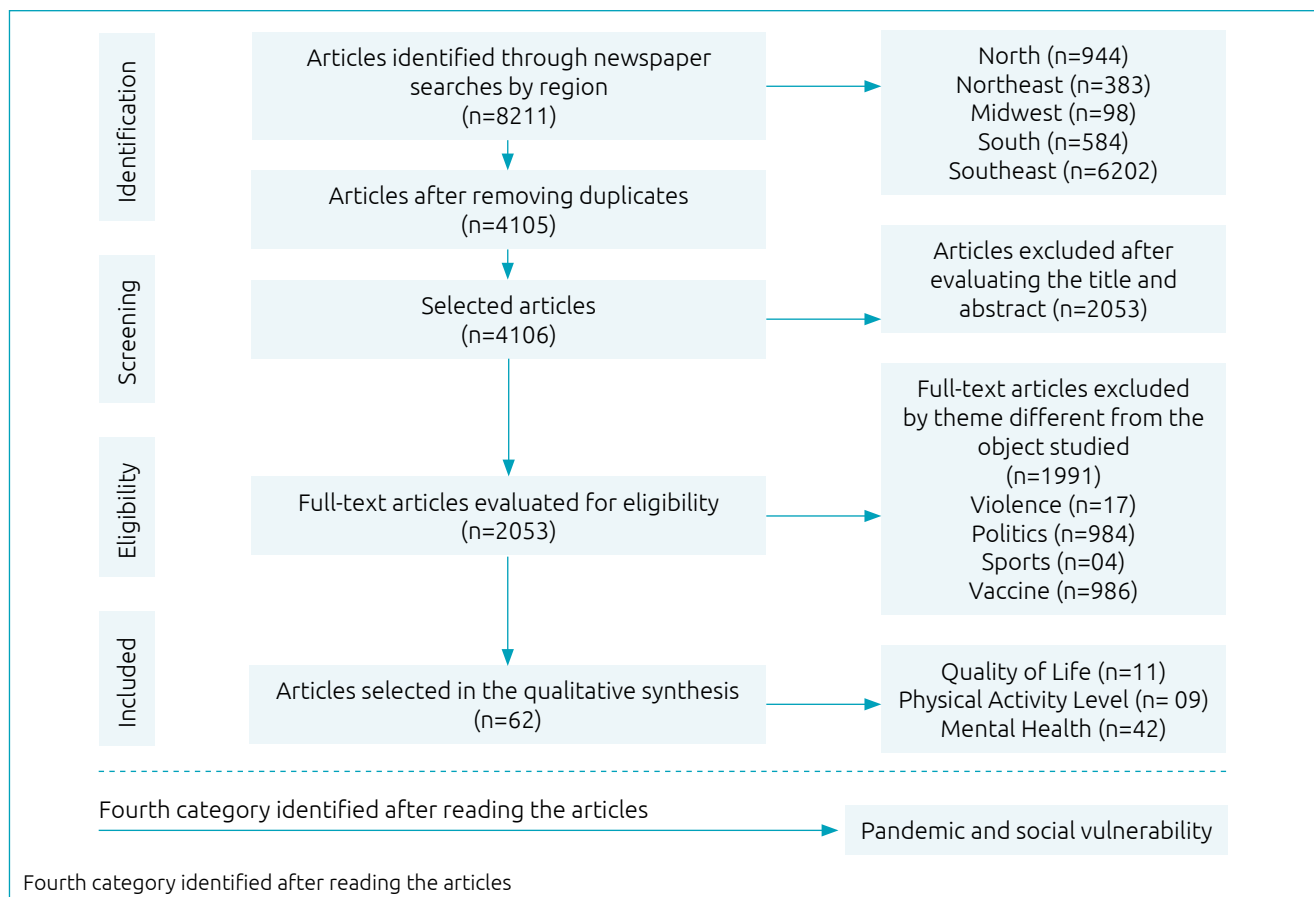 Identification
Articles identified through newspaper
searches by region
(n=8211)
North (n=944)
Northeast (n=383)
Midwest (n=98)
South (n=584)
Southeast (n=6202)
Articles after removing duplicates
(n=4105)
Screening
Selected articles
(n=4106)
Articles excluded after
evaluating the title and
abstract (n=2053)
Eligibility
Full-text articles evaluated for eligibility
(n=2053)
Full-text articles excluded
by theme different from the
object studied
(n=1991)
Violence (n=17)
Politics (n=984)
Sports (n=04)
Vaccine (n=986)
Included
Articles selected in the qualitative synthesis
(n=62)
Quality of Life (n=11)
Physical Activity Level (n= 09)
Mental Health (n=42)
Fourth category identified after reading the articles
Pandemic and social vulnerability
Fourth category identified after reading the articles